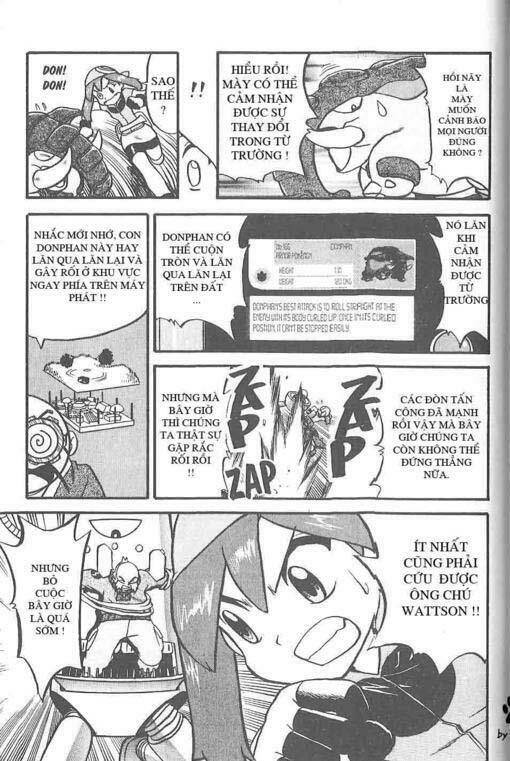 HỒI NÃY
LÀ
MÀY
MUỐN
CẢNH BÁO
MỌI NGƯỜI
ĐÚNG
KHÔNG ?
HIỂU RỒI!
MÀY CÓ THỂ
CẢM NHẬN
ĐƯỢC SỰ
THAY ĐỔI
TRONG TỪ
TRƯỜNG !
!!
SAO
THẾ
?
DON!
DON!
NÓ LĂN
KHI
CẢM
NHẬN
ĐƯỢC
TỪ
TRƯỜNG
DONPHAN
ARMOR POKÉMON
HEIGHT
WEIGHT
DONPHAN'S BEST ATTACK IS TO ROLL STRAIGHT AT THE
ENEMY WITH ITS BODY CURLED UP. ONCE IN ITS CURLED
POSITION, IT CAN'T BE STOPPED EASILY.
DONPHAN
CÓ THỂ CUỘN
TRÒN VÀ LĂN
QUA LĂN LẠI
TRÊN ĐẤT
...
NHẮC MỚI NHỚ, CON
DONPHAN NÀY HAY
LĂN QUA LĂN LẠI VÀ
GÂY RỐI Ở KHU VỰC
NGAY PHÍA TRÊN MÁY
PHÁT !!
CÁC ĐÒN TẤN
CÔNG ĐÃ MẠNH
RỒI VẬY MÀ BÂY
GIỜ CHÚNG TA
CÒN KHÔNG THỂ
ĐỨNG THẲNG
NỮA.
ZAP
ZAP
ZAP
NHƯNG MÀ
BÂY GIỜ
THÌ CHÚNG
TA THẬT SỰ
GẶP RẮC
RỐI RỒI
!!
ÍT NHẤT
CŨNG PHẢI
CỨU ĐƯỢC
ÔNG CHÚ
WATTSON !!
NHƯNG
BỎ
CUỘC
BÂY GIỜ
LÀ QUÁ
SỚM !
by